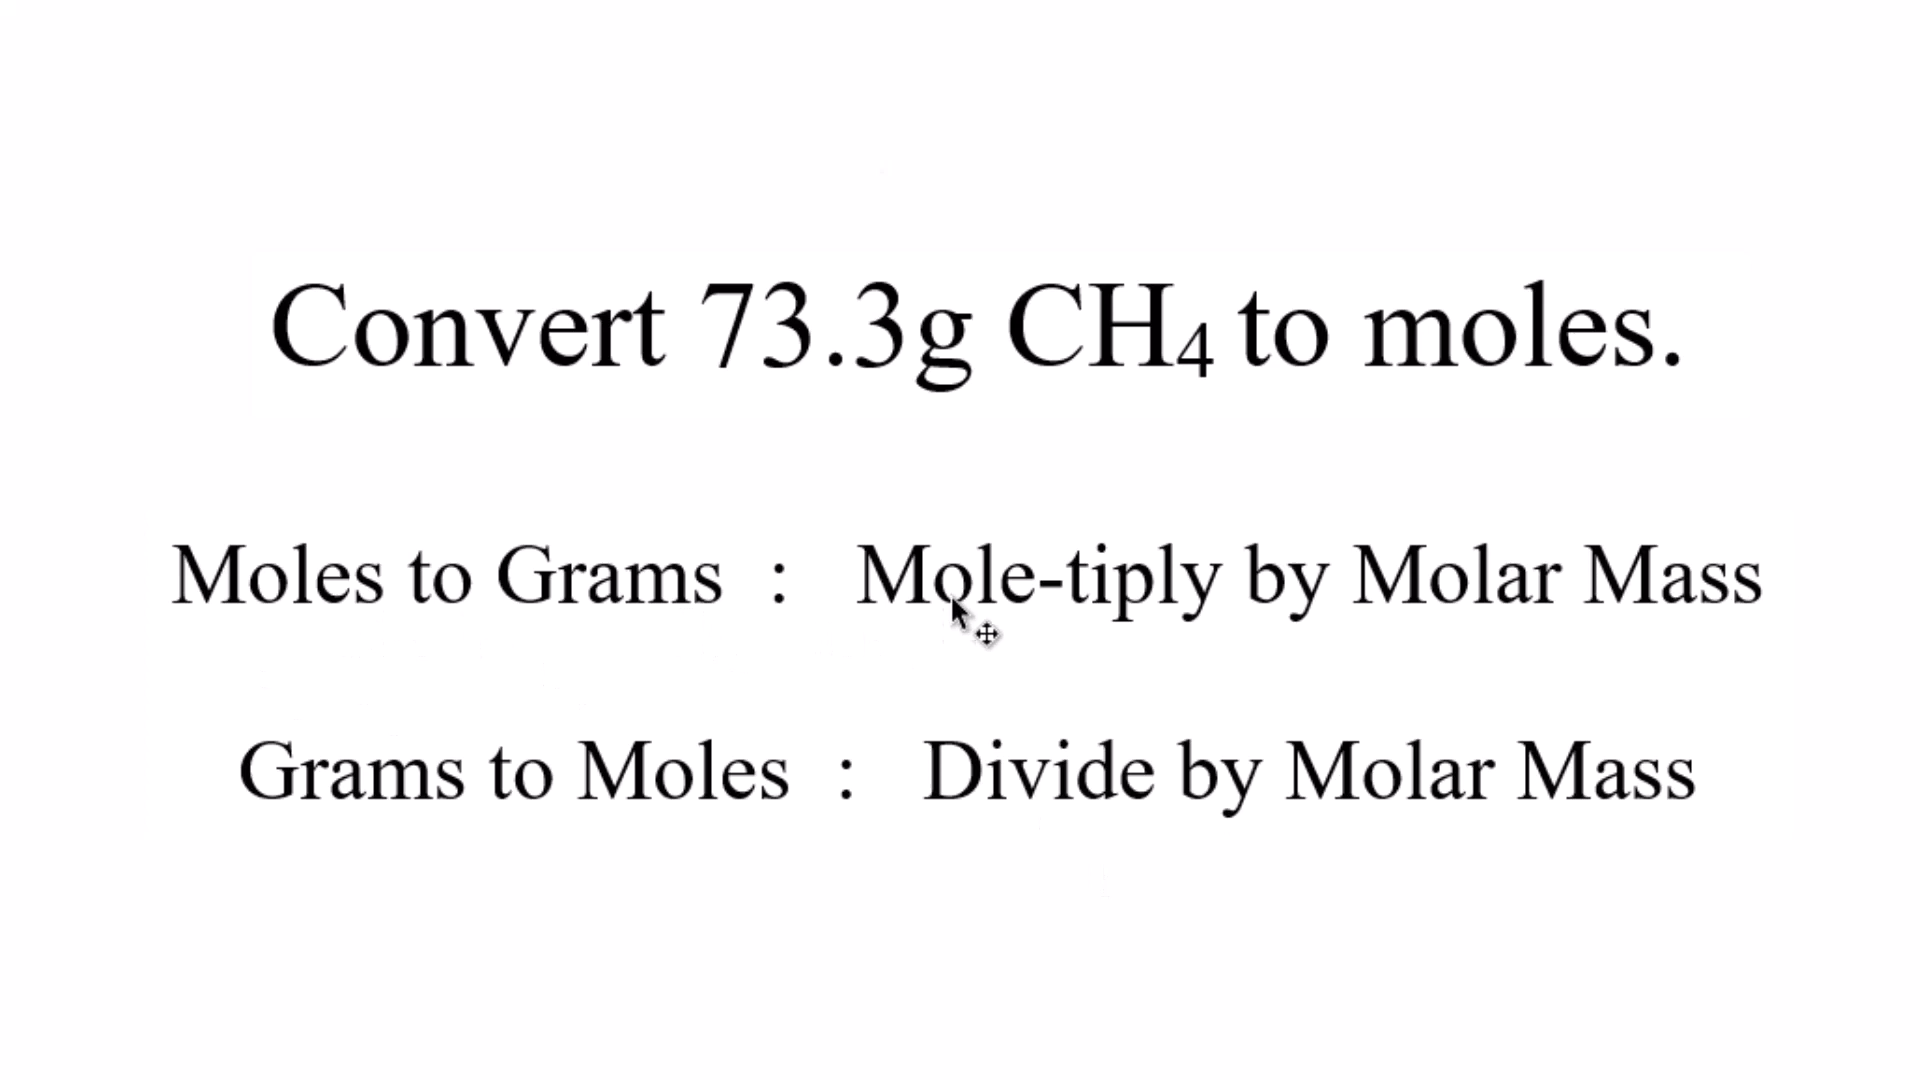 Convert 73.3g CH₄ to moles.
Moles to Grams : Mole-tiply by Molar Mass
Grams to Moles : Divide by Molar Mass